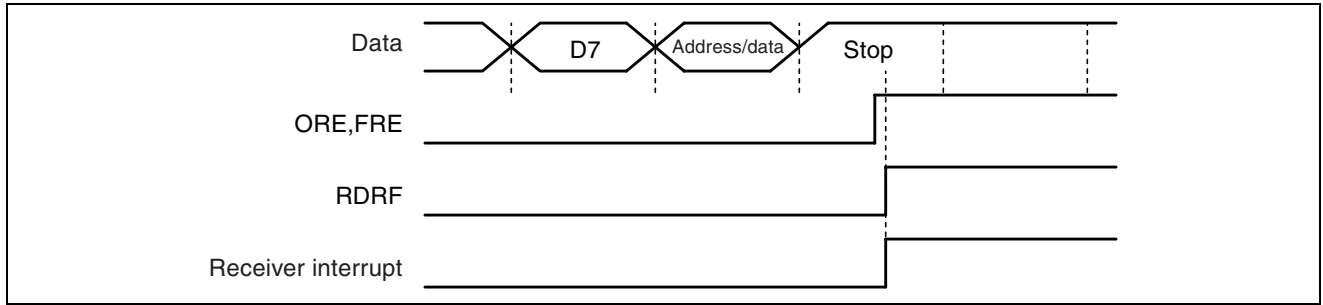 Data
D7
Address/data
Stop
ORE,FRE
RDRF
Receiver interrupt